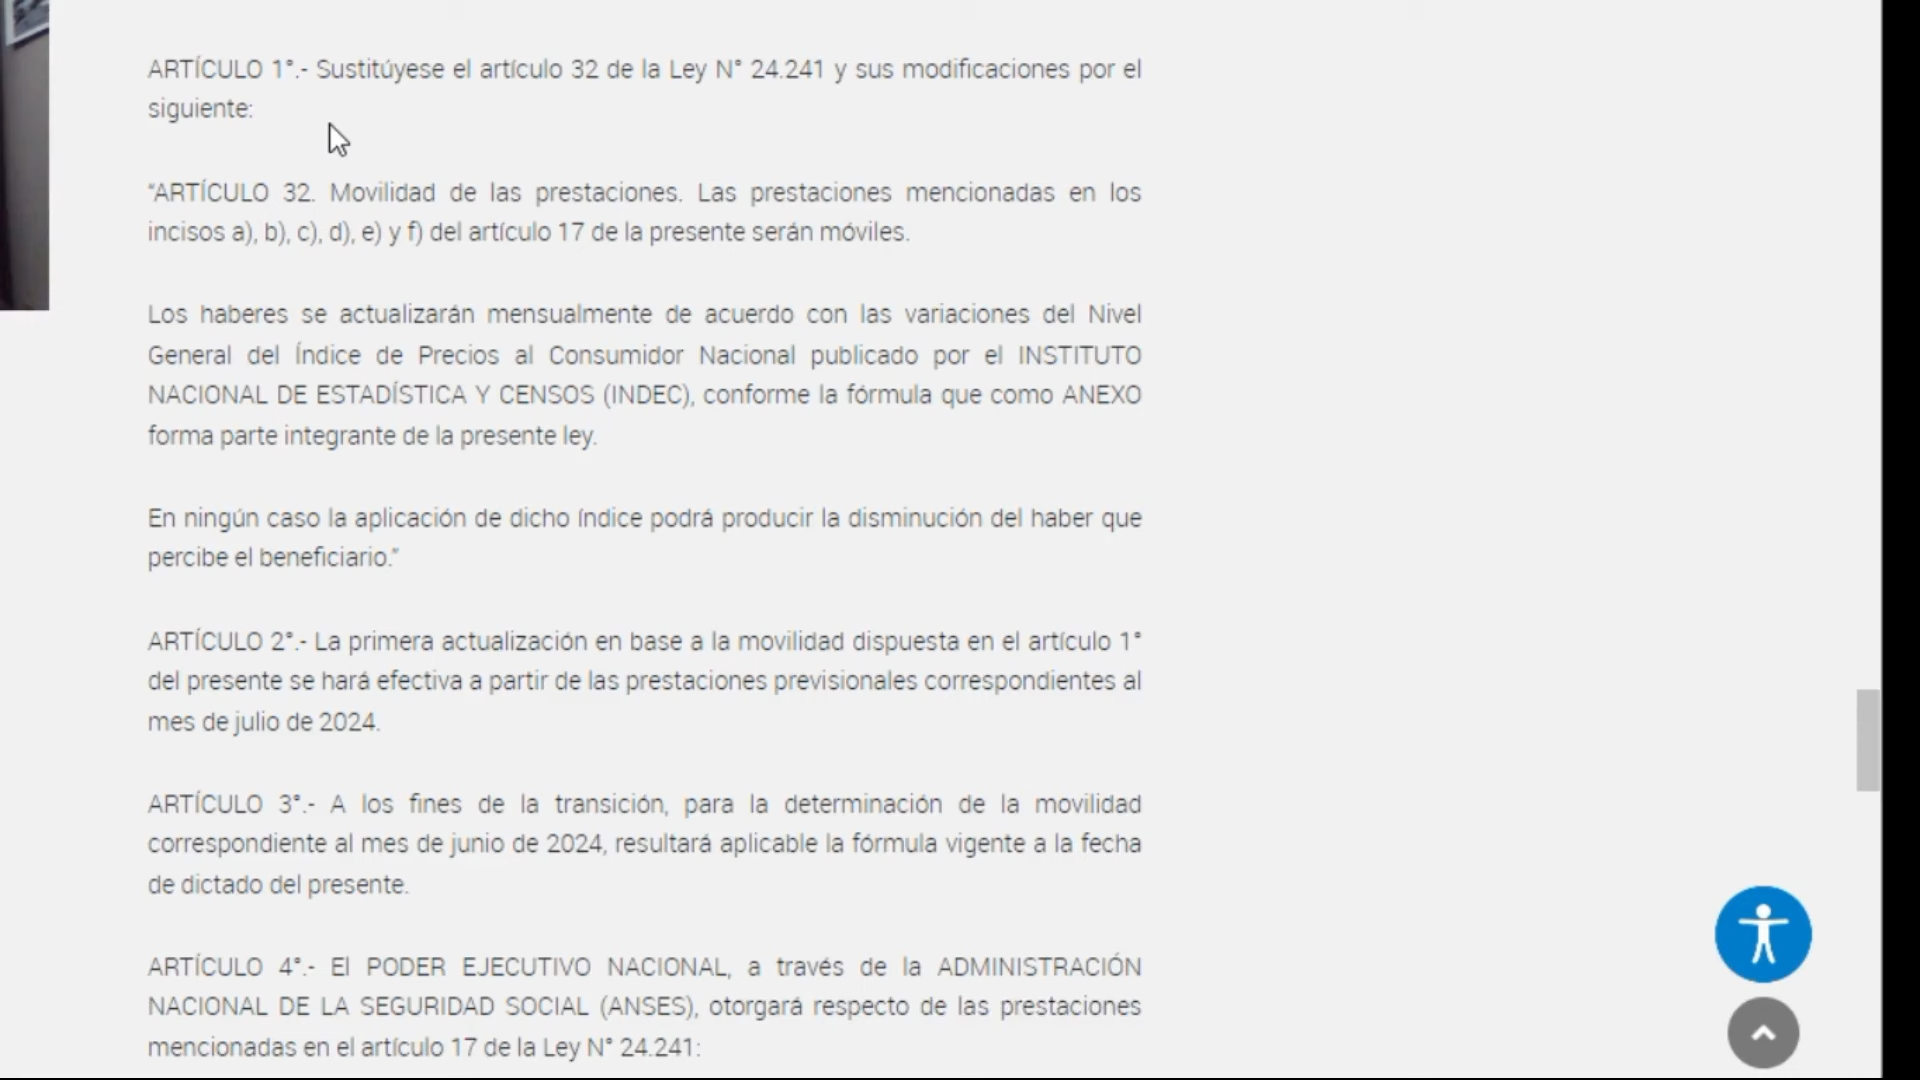 ARTÍCULO 1°.- Sustitúyese el artículo 32 de la Ley N° 24.241 y sus modificaciones por el
siguiente:
“ARTÍCULO 32. Movilidad de las prestaciones. Las prestaciones mencionadas en los
incisos a), b), c), d), e) y f) del artículo 17 de la presente serán móviles.
Los haberes se actualizarán mensualmente de acuerdo con las variaciones del Nivel
General del Índice de Precios al Consumidor Nacional publicado por el INSTITUTO
NACIONAL DE ESTADÍSTICA Y CENSOS (INDEC), conforme la fórmula que como ANEXO
forma parte integrante de la presente ley.
En ningún caso la aplicación de dicho índice podrá producir la disminución del haber que
percibe el beneficiario.”
ARTÍCULO 2°.- La primera actualización en base a la movilidad dispuesta en el artículo 1°
del presente se hará efectiva a partir de las prestaciones previsionales correspondientes al
mes de julio de 2024.
ARTÍCULO 3°.- A los fines de la transición, para la determinación de la movilidad
correspondiente al mes de junio de 2024, resultará aplicable la fórmula vigente a la fecha
de dictado del presente.
ARTÍCULO 4°.- El PODER EJECUTIVO NACIONAL, a través de la ADMINISTRACIÓN
NACIONAL DE LA SEGURIDAD SOCIAL (ANSES), otorgará respecto de las prestaciones
mencionadas en el artículo 17 de la Ley N° 24.241: